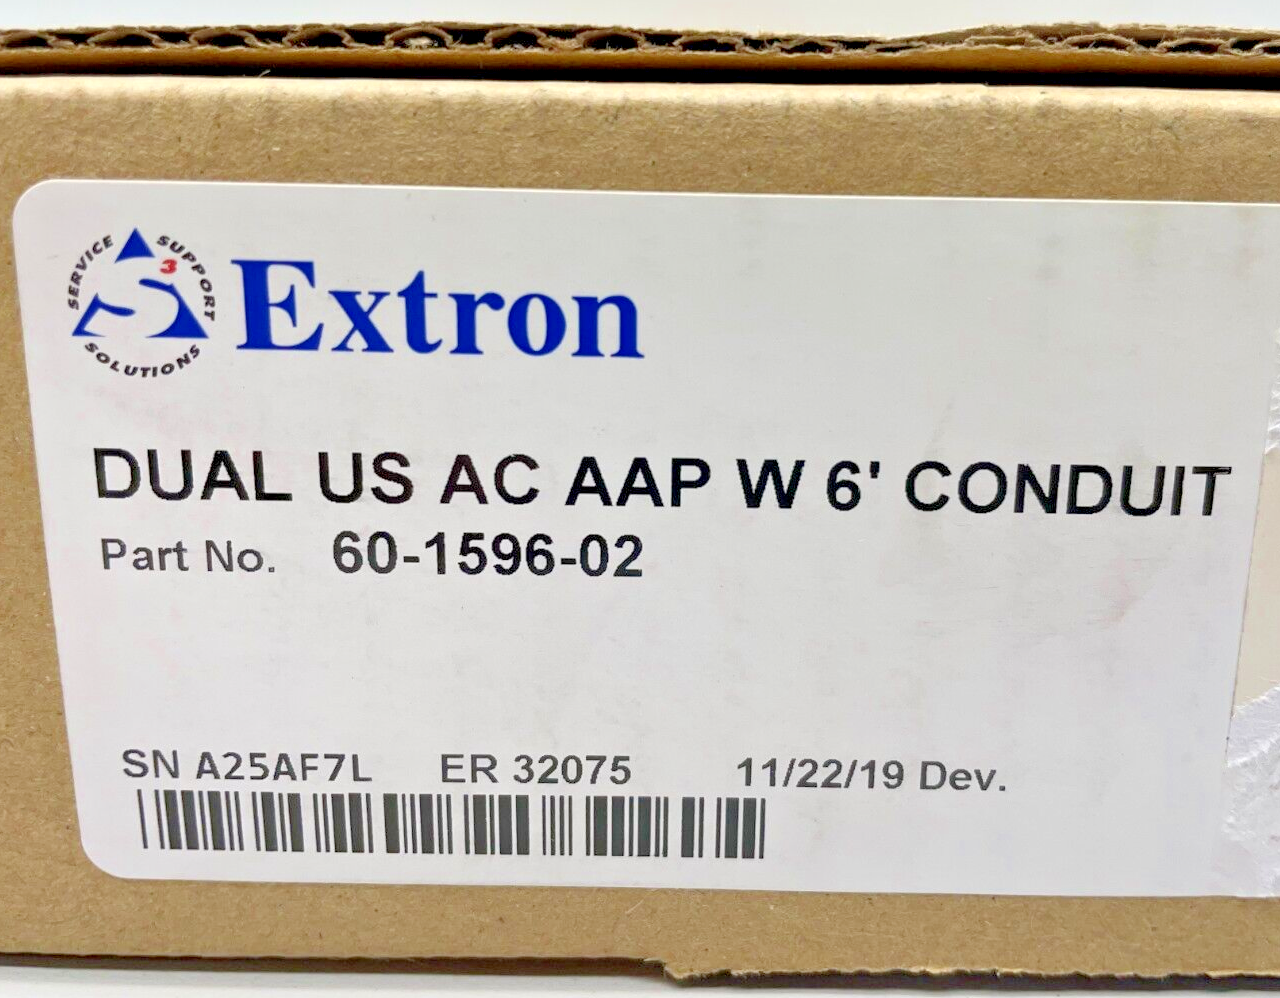 SERVICE SUPPORT SOLUTIONS
S3
Extron
DUAL US AC AAP W 6' CONDUIT
Part No. 60-1596-02
SN A25AF7L ER 32075 11/22/19 Dev.